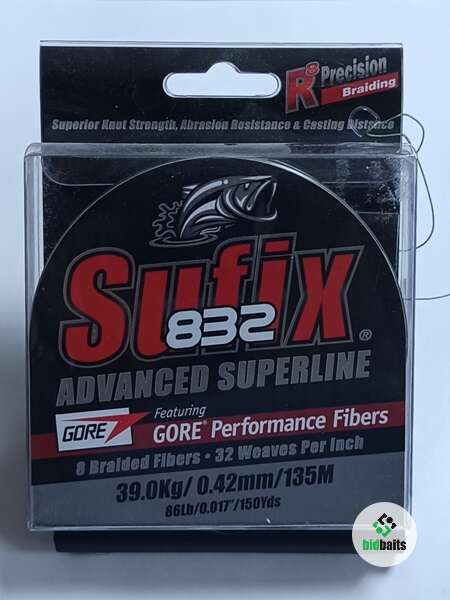 R8 Precision
Braiding
Superior Knot Strength, Abrasion Resistance & Casting Distance
Sufix®
832
ADVANCED SUPERLINE
GORE
Featuring
GORE® Performance Fibers
8 Braided Fibers • 32 Weaves Per Inch
39.0Kg/ 0.42mm/135M
86Lb/0.017"/150Yds
bidbaits